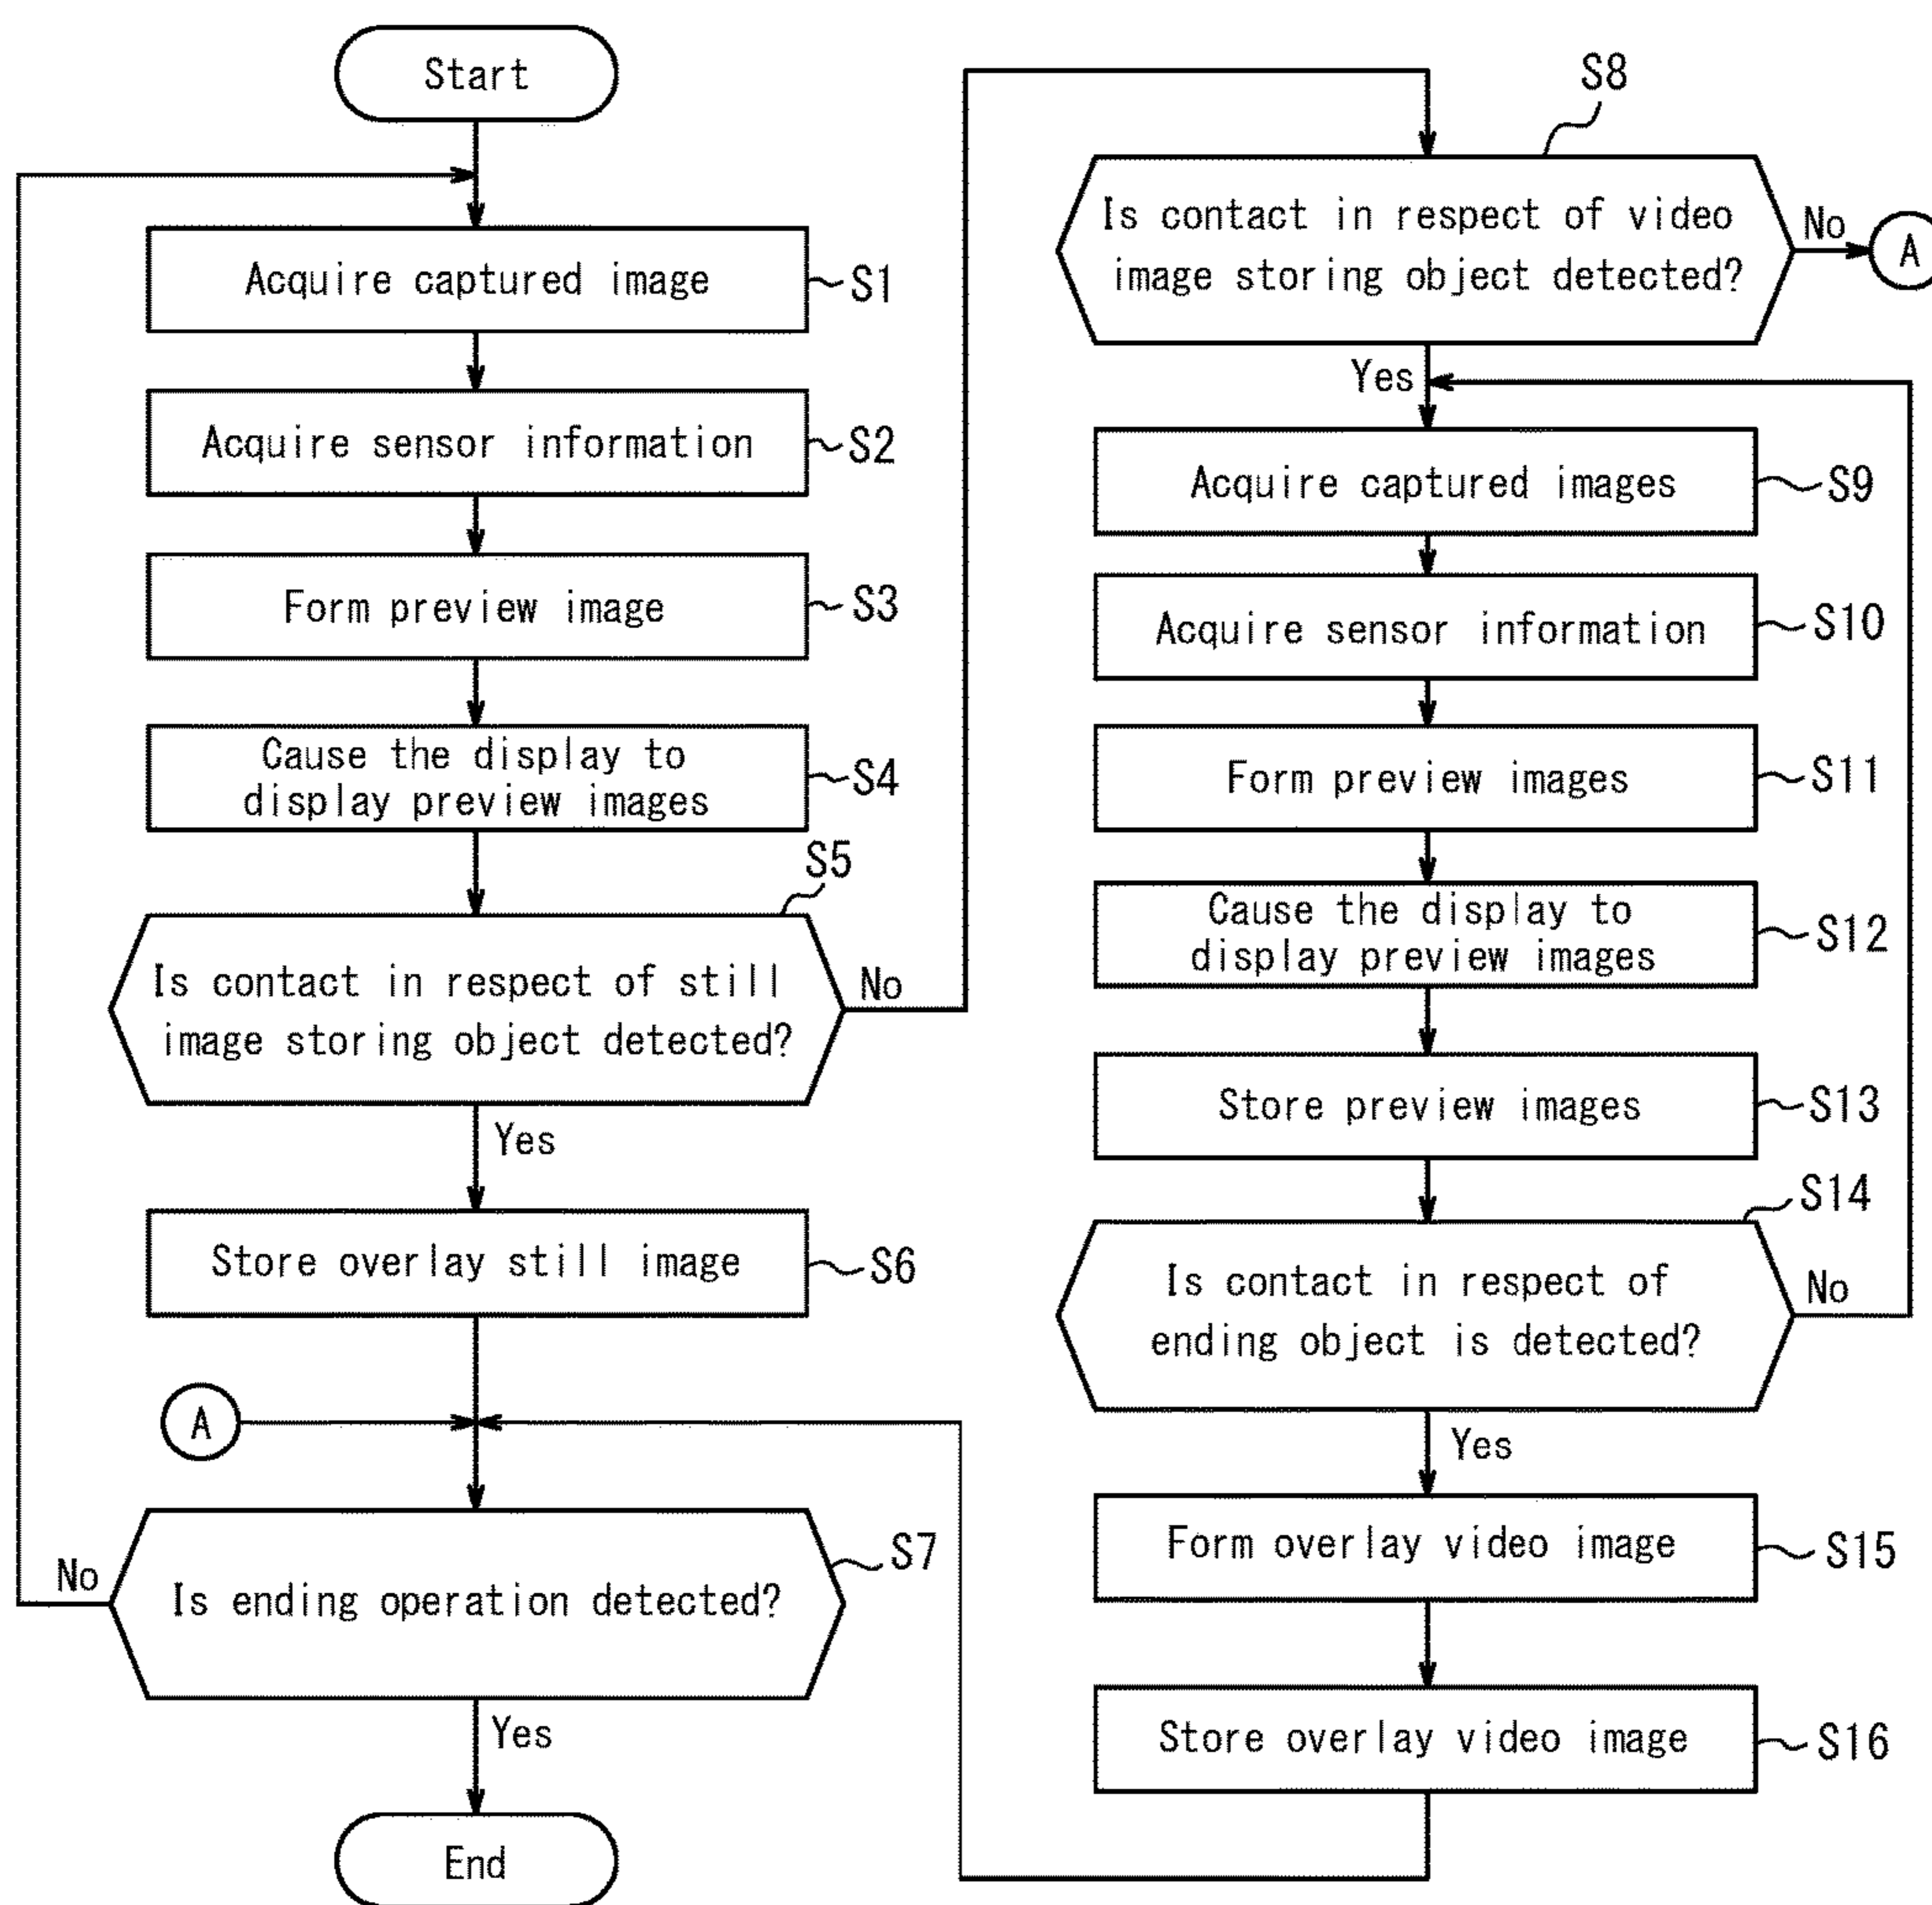 Start
Acquire captured image
S1
Acquire sensor information
S2
Form preview image
S3
Cause the display to
display preview images
S4
S5
Is contact in respect of still
image storing object detected?
No
Yes
Store overlay still image
S6
A
S7
Is ending operation detected?
No
Yes
End
S8
Is contact in respect of video
image storing object detected?
No
A
Yes
Acquire captured images
S9
Acquire sensor information
S10
Form preview images
S11
Cause the display to
display preview images
S12
Store preview images
S13
S14
Is contact in respect of
ending object is detected?
No
Yes
Form overlay video image
S15
Store overlay video image
S16